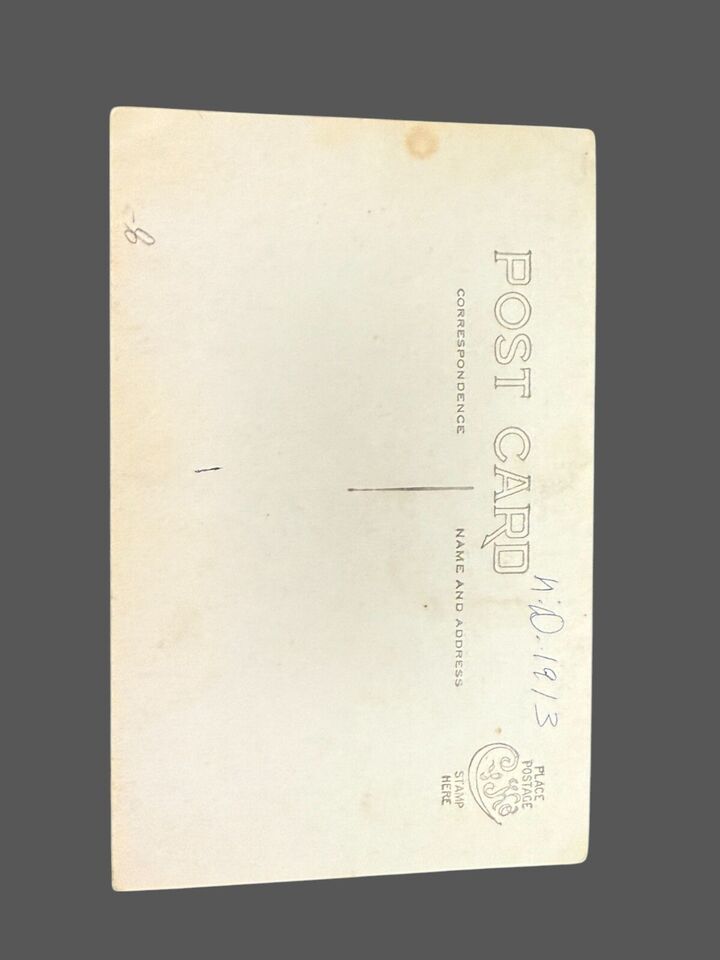 n.D. 1913
POST CARD
PLACE
POSTAGE
STAMP
HERE
CORRESPONDENCE
NAME AND ADDRESS
-8